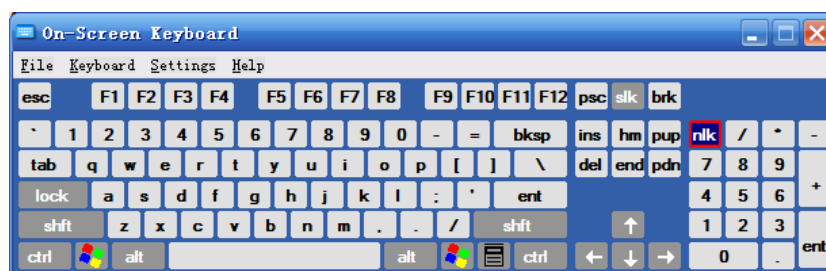 On-Screen Keyboard
File Keyboard Settings Help
esc F1 F2 F3 F4 F5 F6 F7 F8 F9 F10 F11 F12 psc slk brk
` 1 2 3 4 5 6 7 8 9 0 - = bksp ins hm pup nlk / * -
tab q w e r t y u i o p [ ] \ del end pdn 7 8 9
lock a s d f g h j k l ; ' ent 4 5 6 +
shft z x c v b n m , . / shft ↑ 1 2 3
ctrl alt alt ctrl ← ↓ → 0 . ent